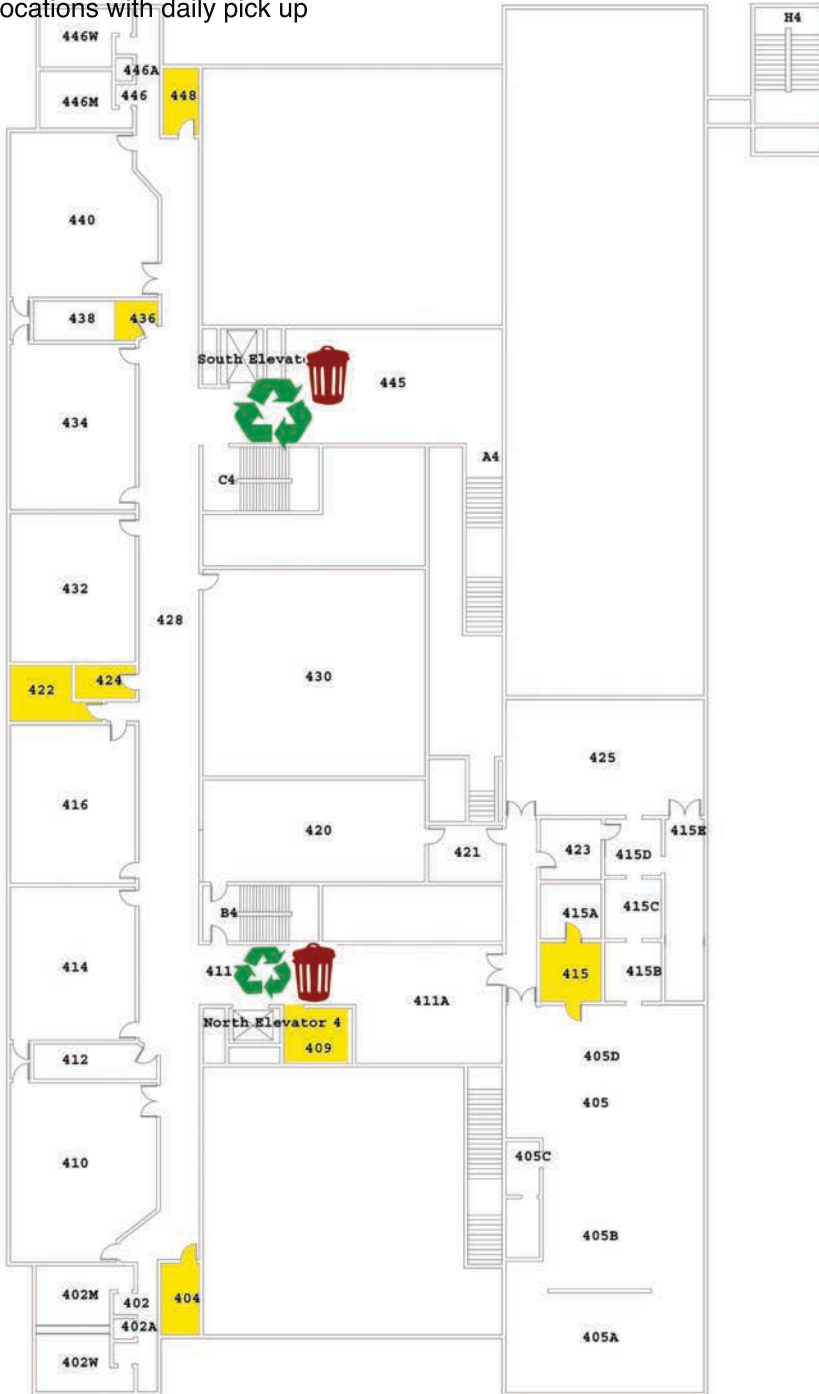 ocations with daily pick up
H4
446W
446A
446M
446
448
440
438
436
South Elevat
445
434
A4
C4
432
428
424
422
430
425
416
420
415E
423
415D
421
415C
415A
B4
414
411
415
415B
411A
North Elevator 4
409
405D
412
405
405C
410
405B
402M
402
404
402A
405A
402W